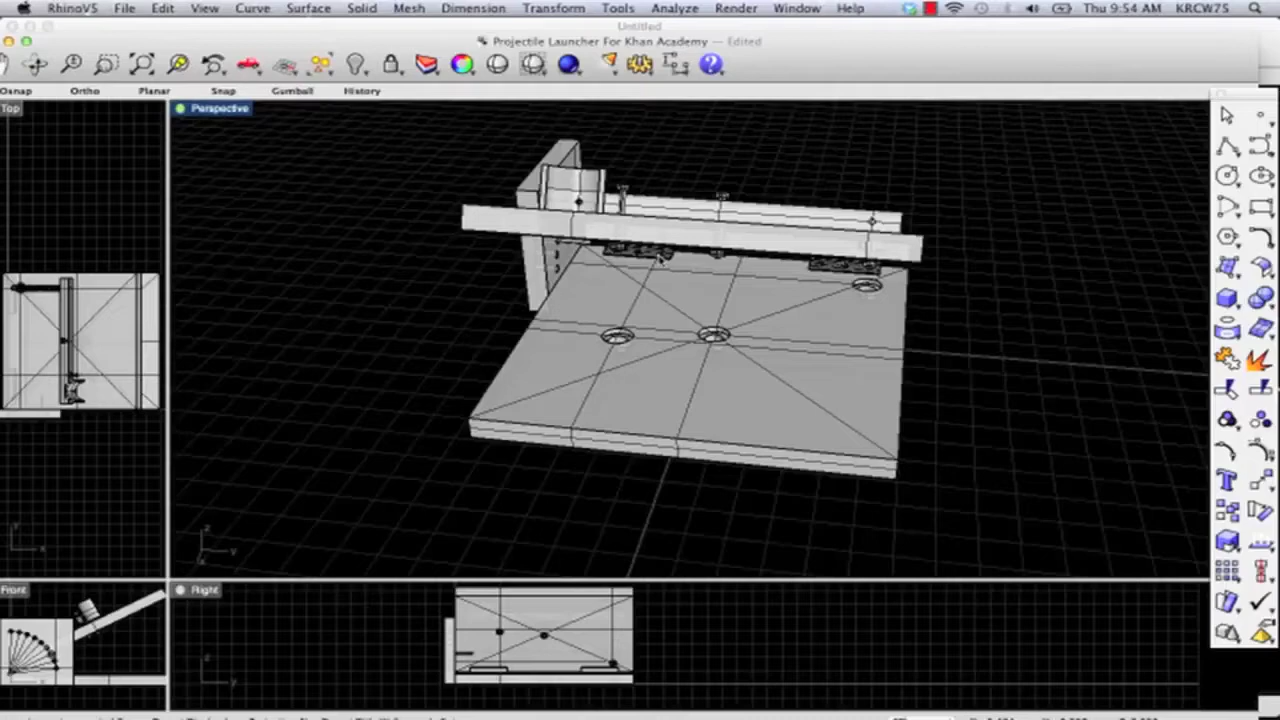 RhinoV5 File Edit View Curve Surface Solid Mesh Dimension Transform Tools Analyze Render Window Help Thu 9:54 AM KRCW75
Untitled
Projectile Launcher For Khan Academy — Edited
Osnap Ortho Planar Snap Gumball History
Top
Perspective
z
y
x
y
x
Front
Right
z
y
x